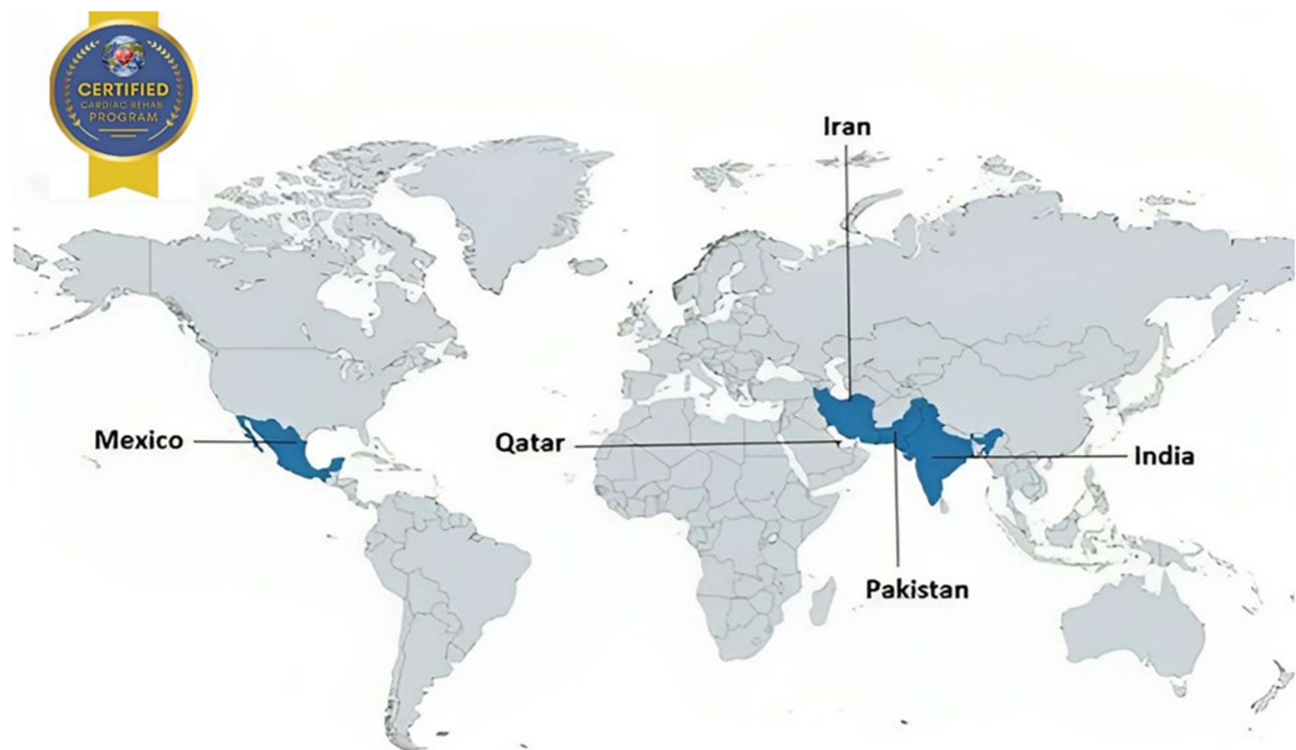 CERTIFIED
CARDIAC REHAB
PROGRAM
Iran
Mexico
Qatar
India
Pakistan